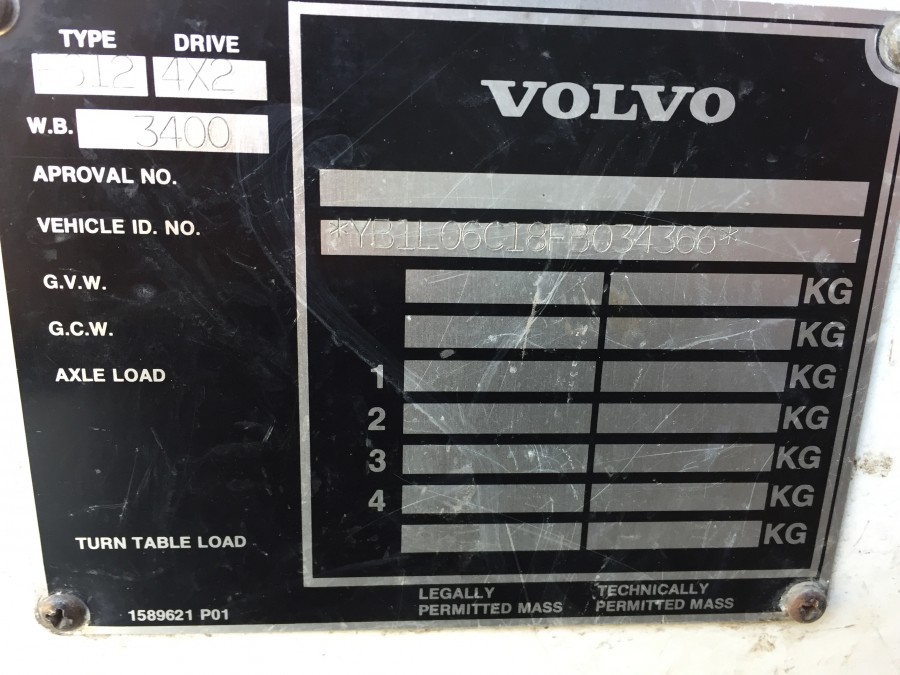 TYPE DRIVE
4X2
VOLVO
W.B. 3400
APROVAL NO.
VEHICLE ID. NO. *YB1L06C18FB034366*
G.V.W. KG
G.C.W. KG
AXLE LOAD 1 KG
2 KG
3 KG
4 KG
TURN TABLE LOAD KG
LEGALLY TECHNICALLY
PERMITTED MASS PERMITTED MASS
1589621 P01